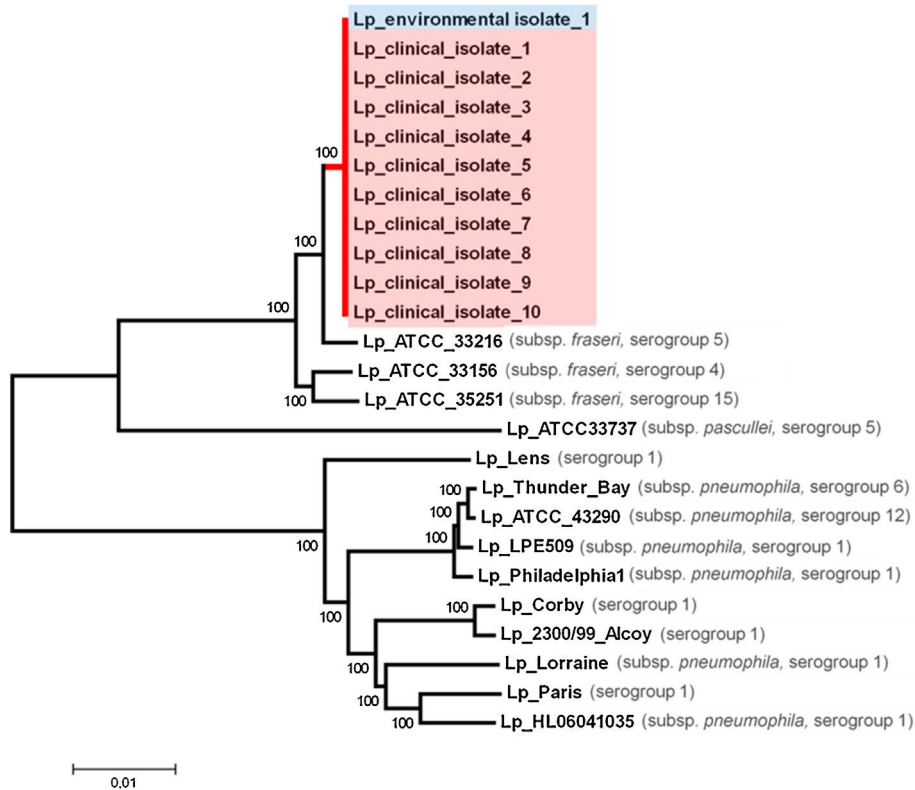 Lp_environmental isolate_1
Lp_clinical_isolate_1
Lp_clinical_isolate_2
Lp_clinical_isolate_3
Lp_clinical_isolate_4
100
Lp_clinical_isolate_5
Lp_clinical_isolate_6
Lp_clinical_isolate_7
100
Lp_clinical_isolate_8
Lp_clinical_isolate_9
100
Lp_clinical_isolate_10
Lp_ATCC_33216 (subsp. fraseri, serogroup 5)
Lp_ATCC_33156 (subsp. fraseri, serogroup 4)
100
Lp_ATCC_35251 (subsp. fraseri, serogroup 15)
Lp_ATCC33737 (subsp. pascullei, serogroup 5)
Lp_Lens (serogroup 1)
100
Lp_Thunder_Bay (subsp. pneumophila, serogroup 6)
100
Lp_ATCC_43290 (subsp. pneumophila, serogroup 12)
100
100
Lp_LPE509 (subsp. pneumophila, serogroup 1)
Lp_Philadelphia1 (subsp. pneumophila, serogroup 1)
100
100
Lp_Corby (serogroup 1)
Lp_2300/99_Alcoy (serogroup 1)
100
Lp_Lorraine (subsp. pneumophila, serogroup 1)
100
Lp_Paris (serogroup 1)
100
Lp_HL06041035 (subsp. pneumophila, serogroup 1)
0.01